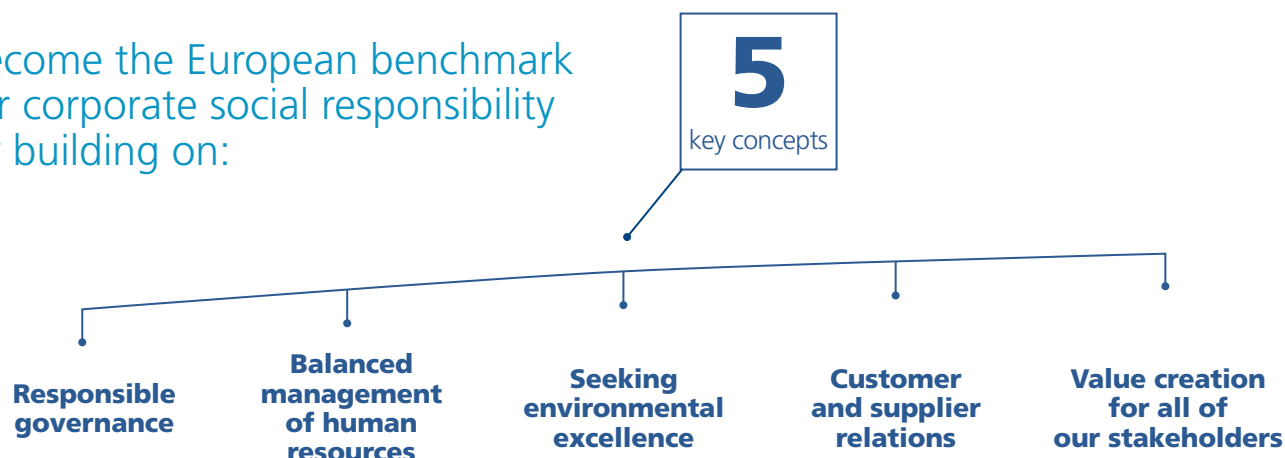 ecome the European benchmark
r corporate social responsibility
building on:
5
key concepts
Responsible
governance
Balanced
management
of human
resources
Seeking
environmental
excellence
Customer
and supplier
relations
Value creation
for all of
our stakeholders